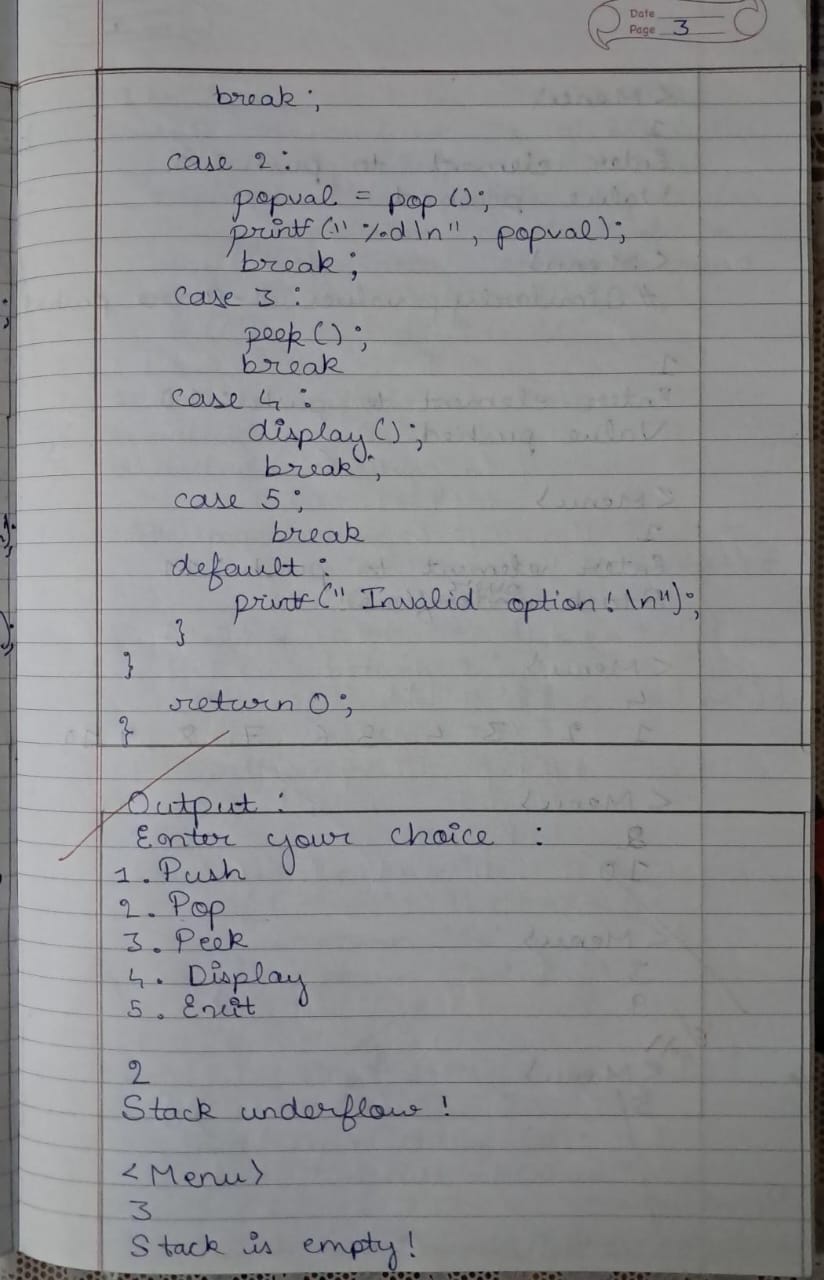 Date
Page 3
break;
case 2:
popval = pop();
printf("%d\n", popval);
break;
case 3:
peek();
break
case 4:
display();
break;
case 5;
break
default:
printf("Invalid option!\n");
}
}
return 0;
}
Output:
Eonter your choice :
1. Push
2. Pop
3. Peek
4. Display
5. Exit
2
Stack underflow!
<Menu>
3
Stack is empty!